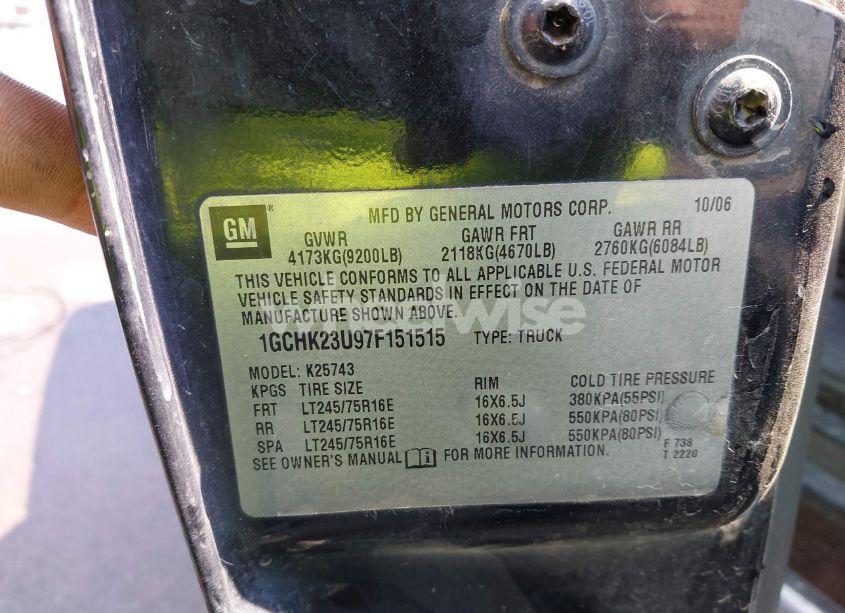 GM ® MFD BY GENERAL MOTORS CORP. 10/06
GVWR GAWR FRT GAWR RR
4173KG(9200LB) 2118KG(4670LB) 2760KG(6084LB)
THIS VEHICLE CONFORMS TO ALL APPLICABLE U.S. FEDERAL MOTOR
VEHICLE SAFETY STANDARDS IN EFFECT ON THE DATE OF
MANUFACTURE SHOWN ABOVE.
1GCHK23U97F151515 TYPE: TRUCK
MODEL: K25743
KPGS TIRE SIZE RIM COLD TIRE PRESSURE
FRT LT245/75R16E 16X6.5J 380KPA(55PSI)
RR LT245/75R16E 16X6.5J 550KPA(80PSI)
SPA LT245/75R16E 16X6.5J 550KPA(80PSI)
SEE OWNER'S MANUAL FOR MORE INFORMATION.
F 738
T 2220